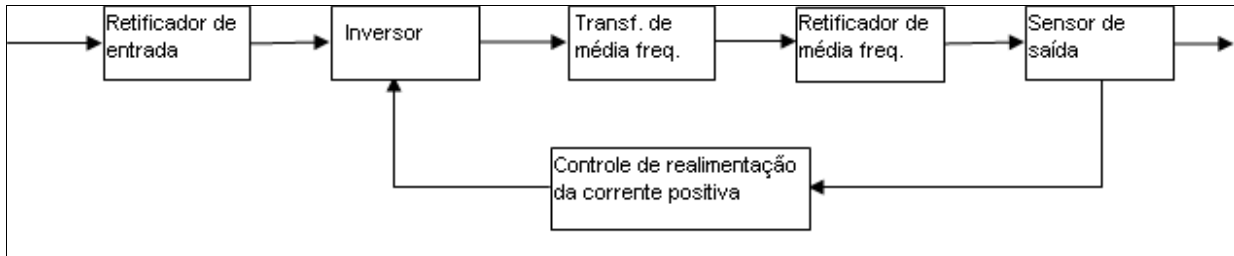 Retificador de
entrada
Inversor
Transf. de
média freq.
Retificador de
média freq.
Sensor de
saída
Controle de realimentação
da corrente positiva